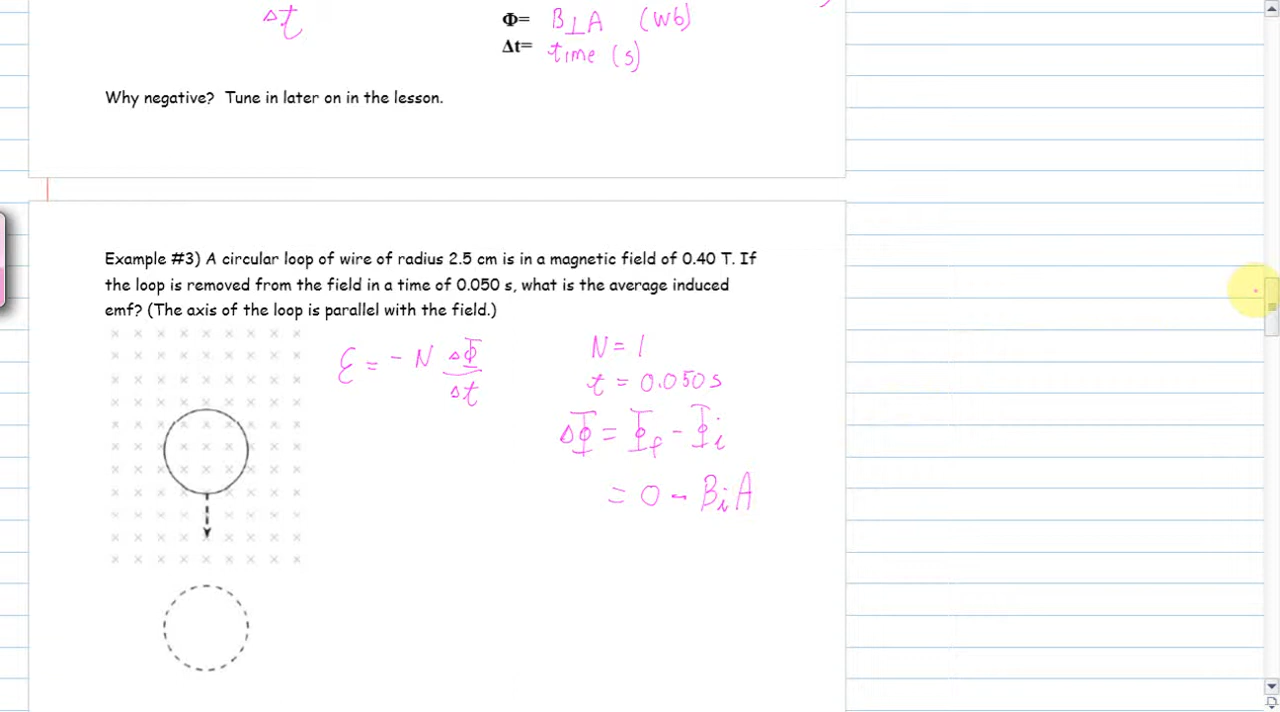 Δt
Φ= B⊥A (Wb)
Δt= time (s)
Why negative? Tune in later on in the lesson.
Example #3) A circular loop of wire of radius 2.5 cm is in a magnetic field of 0.40 T. If
the loop is removed from the field in a time of 0.050 s, what is the average induced
emf? (The axis of the loop is parallel with the field.)
ℰ = - N ΔΦ / Δt
N = 1
t = 0.050 s
ΔΦ = Φf - Φi
= 0 - BiA